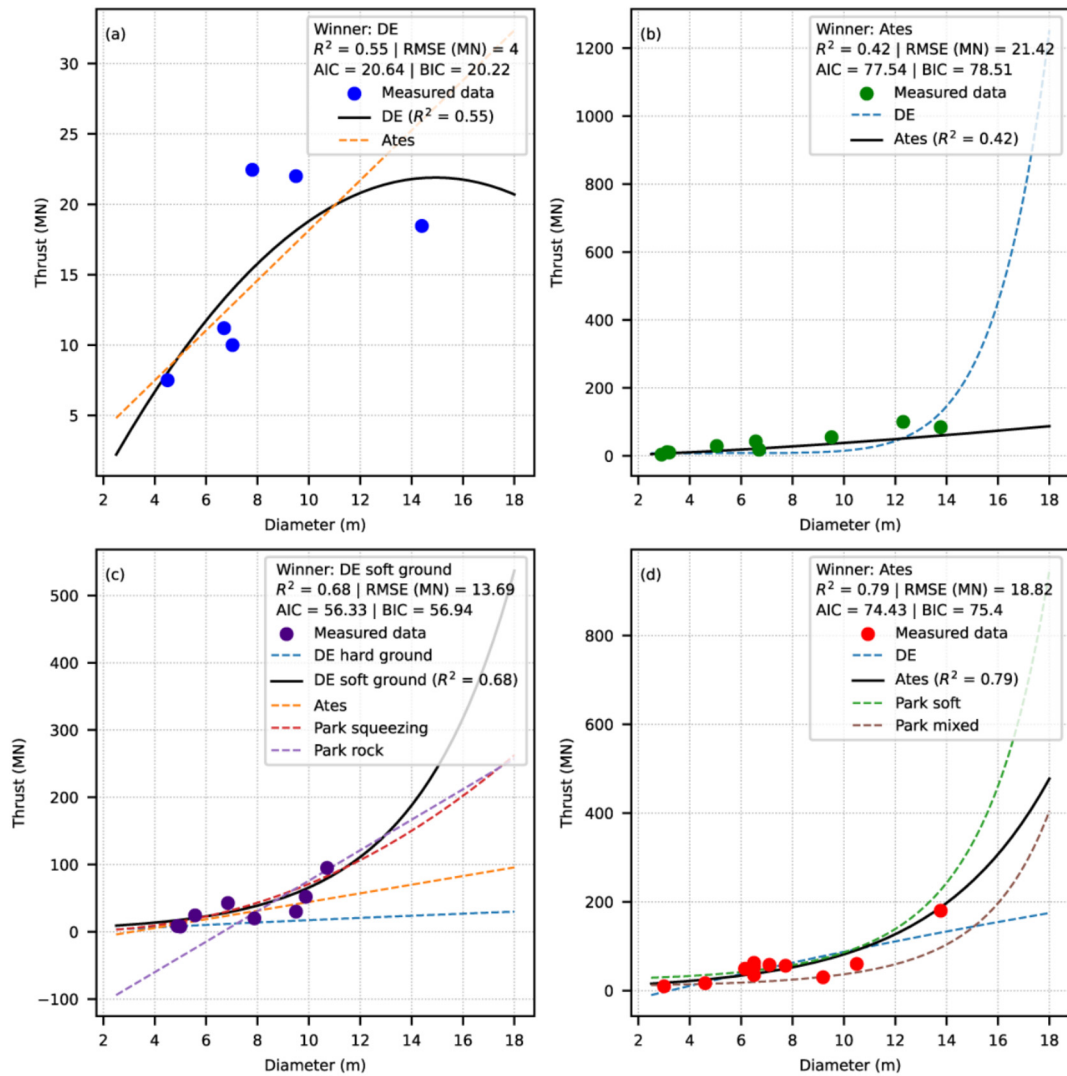 (a)
Winner: DE
R² = 0.55 | RMSE (MN) = 4
AIC = 20.64 | BIC = 20.22
Measured data
DE (R² = 0.55)
Ates
30
25
20
15
10
5
Thrust (MN)
2 4 6 8 10 12 14 16 18
Diameter (m)
(b)
Winner: Ates
R² = 0.42 | RMSE (MN) = 21.42
AIC = 77.54 | BIC = 78.51
Measured data
DE
Ates (R² = 0.42)
1200
1000
800
600
400
200
0
Thrust (MN)
2 4 6 8 10 12 14 16 18
Diameter (m)
(c)
Winner: DE soft ground
R² = 0.68 | RMSE (MN) = 13.69
AIC = 56.33 | BIC = 56.94
Measured data
DE hard ground
DE soft ground (R² = 0.68)
Ates
Park squeezing
Park rock
500
400
300
200
100
0
−100
Thrust (MN)
2 4 6 8 10 12 14 16 18
Diameter (m)
(d)
Winner: Ates
R² = 0.79 | RMSE (MN) = 18.82
AIC = 74.43 | BIC = 75.4
Measured data
DE
Ates (R² = 0.79)
Park soft
Park mixed
800
600
400
200
0
Thrust (MN)
2 4 6 8 10 12 14 16 18
Diameter (m)